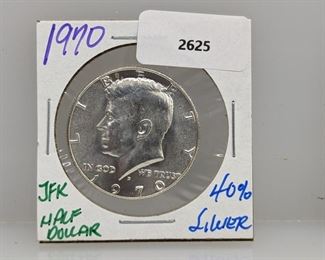 1970
2625
LIBERTY
IN GOD WE TRUST
D
1970
JFK
HALF
DOLLAR
40%
SILVER